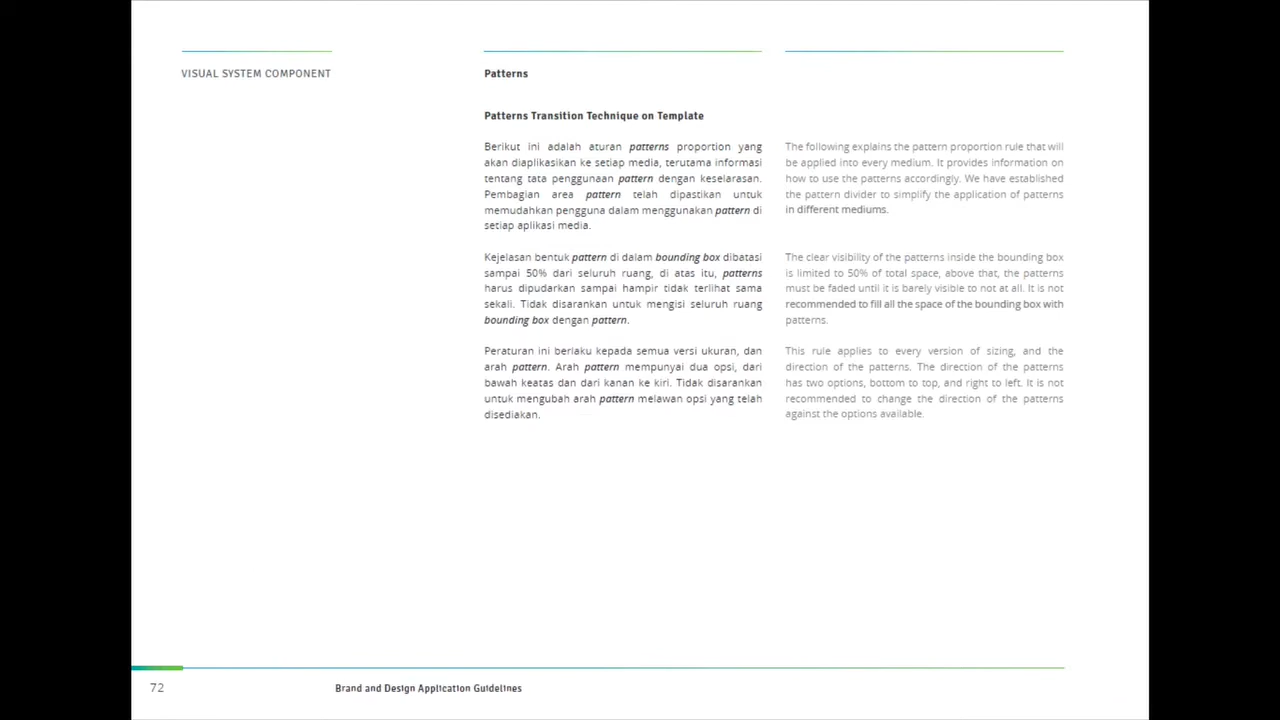 VISUAL SYSTEM COMPONENT
Patterns
Patterns Transition Technique on Template
Berikut ini adalah aturan patterns proportion yang
akan diaplikasikan ke setiap media, terutama informasi
tentang tata penggunaan pattern dengan keselarasan.
Pembagian area pattern telah dipastikan untuk
memudahkan pengguna dalam menggunakan pattern di
setiap aplikasi media.
Kejelasan bentuk pattern di dalam bounding box dibatasi
sampai 50% dari seluruh ruang, di atas itu, patterns
harus dipudarkan sampai hampir tidak terlihat sama
sekali. Tidak disarankan untuk mengisi seluruh ruang
bounding box dengan pattern.
Peraturan ini berlaku kepada semua versi ukuran, dan
arah pattern. Arah pattern mempunyai dua opsi, dari
bawah keatas dan dari kanan ke kiri. Tidak disarankan
untuk mengubah arah pattern melawan opsi yang telah
disediakan.
The following explains the pattern proportion rule that will
be applied into every medium. It provides information on
how to use the patterns accordingly. We have established
the pattern divider to simplify the application of patterns
in different mediums.
The clear visibility of the patterns inside the bounding box
is limited to 50% of total space, above that, the patterns
must be faded until it is barely visible to not at all. It is not
recommended to fill all the space of the bounding box with
patterns.
This rule applies to every version of sizing, and the
direction of the patterns. The direction of the patterns
has two options, bottom to top, and right to left. It is not
recommended to change the direction of the patterns
against the options available.
72
Brand and Design Application Guidelines